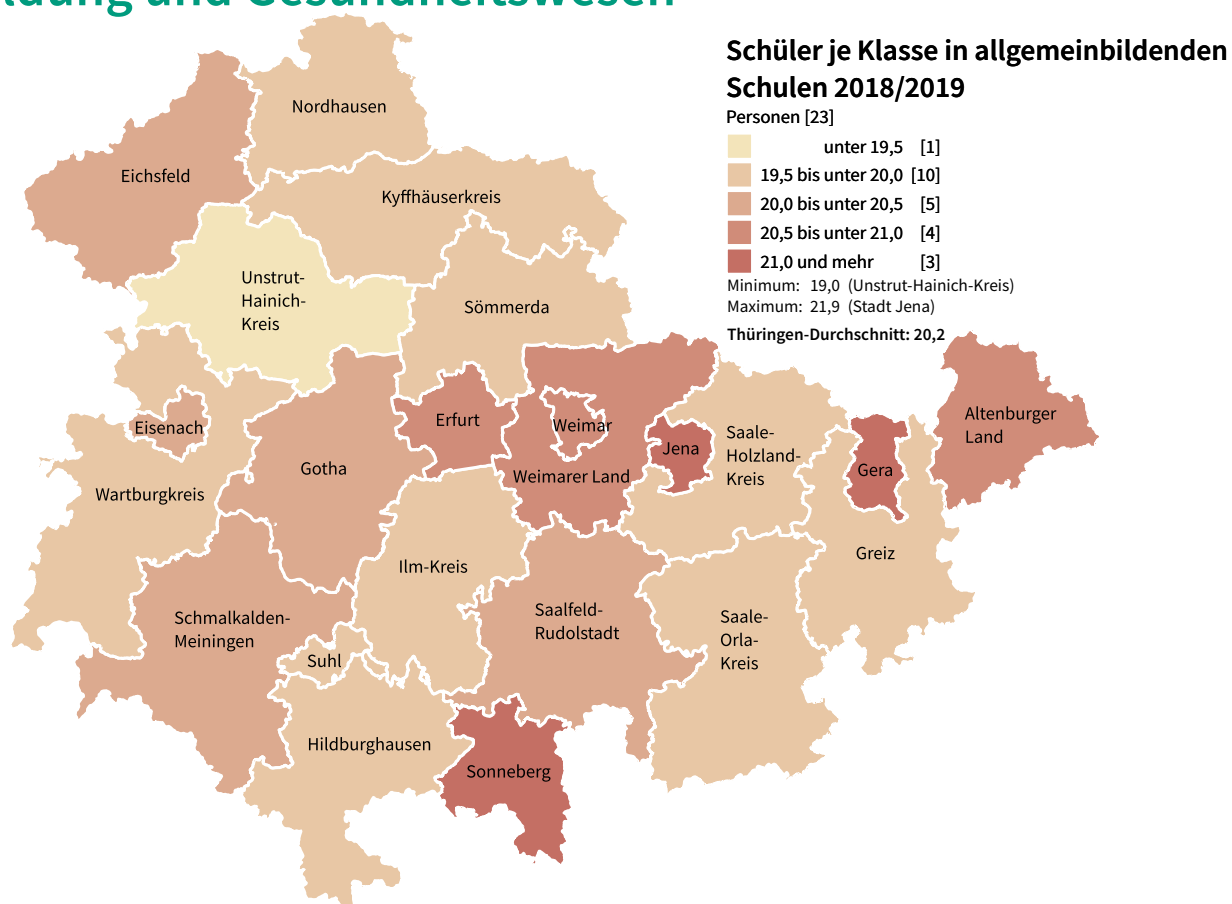 und Gesundheitswesen
Schüler je Klasse in allgemeinbildenden
Schulen 2018/2019
Personen [23]
unter 19,5 [1]
19,5 bis unter 20,0 [10]
20,0 bis unter 20,5 [5]
20,5 bis unter 21,0 [4]
21,0 und mehr [3]
Minimum: 19,0 (Unstrut-Hainich-Kreis)
Maximum: 21,9 (Stadt Jena)
Thüringen-Durchschnitt: 20,2
Nordhausen
Eichsfeld
Kyffhäuserkreis
Unstrut-
Hainich-
Kreis
Sömmerda
Eisenach
Erfurt
Weimar
Altenburger
Land
Jena
Saale-
Holzland-
Kreis
Gera
Gotha
Weimarer Land
Wartburgkreis
Greiz
Ilm-Kreis
Schmalkalden-
Meiningen
Saalfeld-
Rudolstadt
Saale-
Orla-
Kreis
Suhl
Hildburghausen
Sonneberg